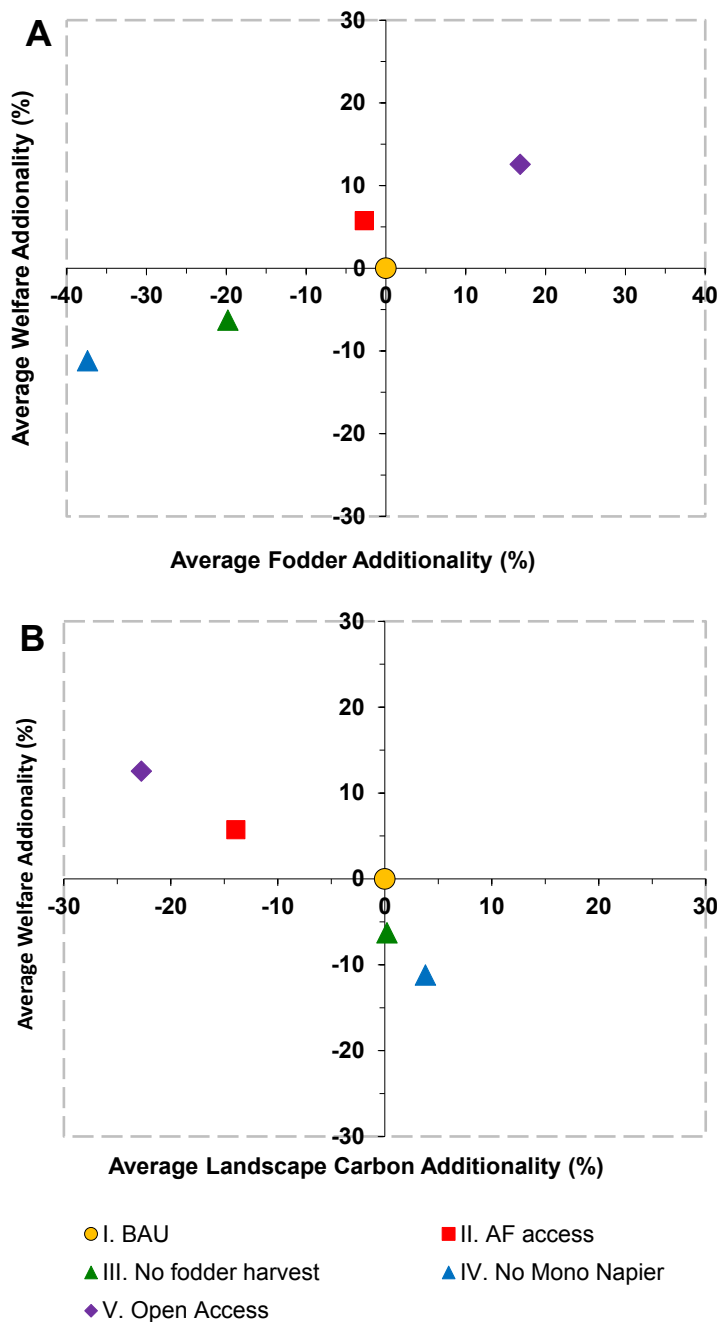 A
30
20
10
0
-40 -30 -20 -10 0 10 20 30 40
-10
-20
-30
Average Welfare Addionality (%)
Average Fodder Additionality (%)
B
30
20
10
0
-30 -20 -10 0 10 20 30
-10
-20
-30
Average Welfare Addionality (%)
Average Landscape Carbon Additionality (%)
I. BAU
II. AF access
III. No fodder harvest
IV. No Mono Napier
V. Open Access